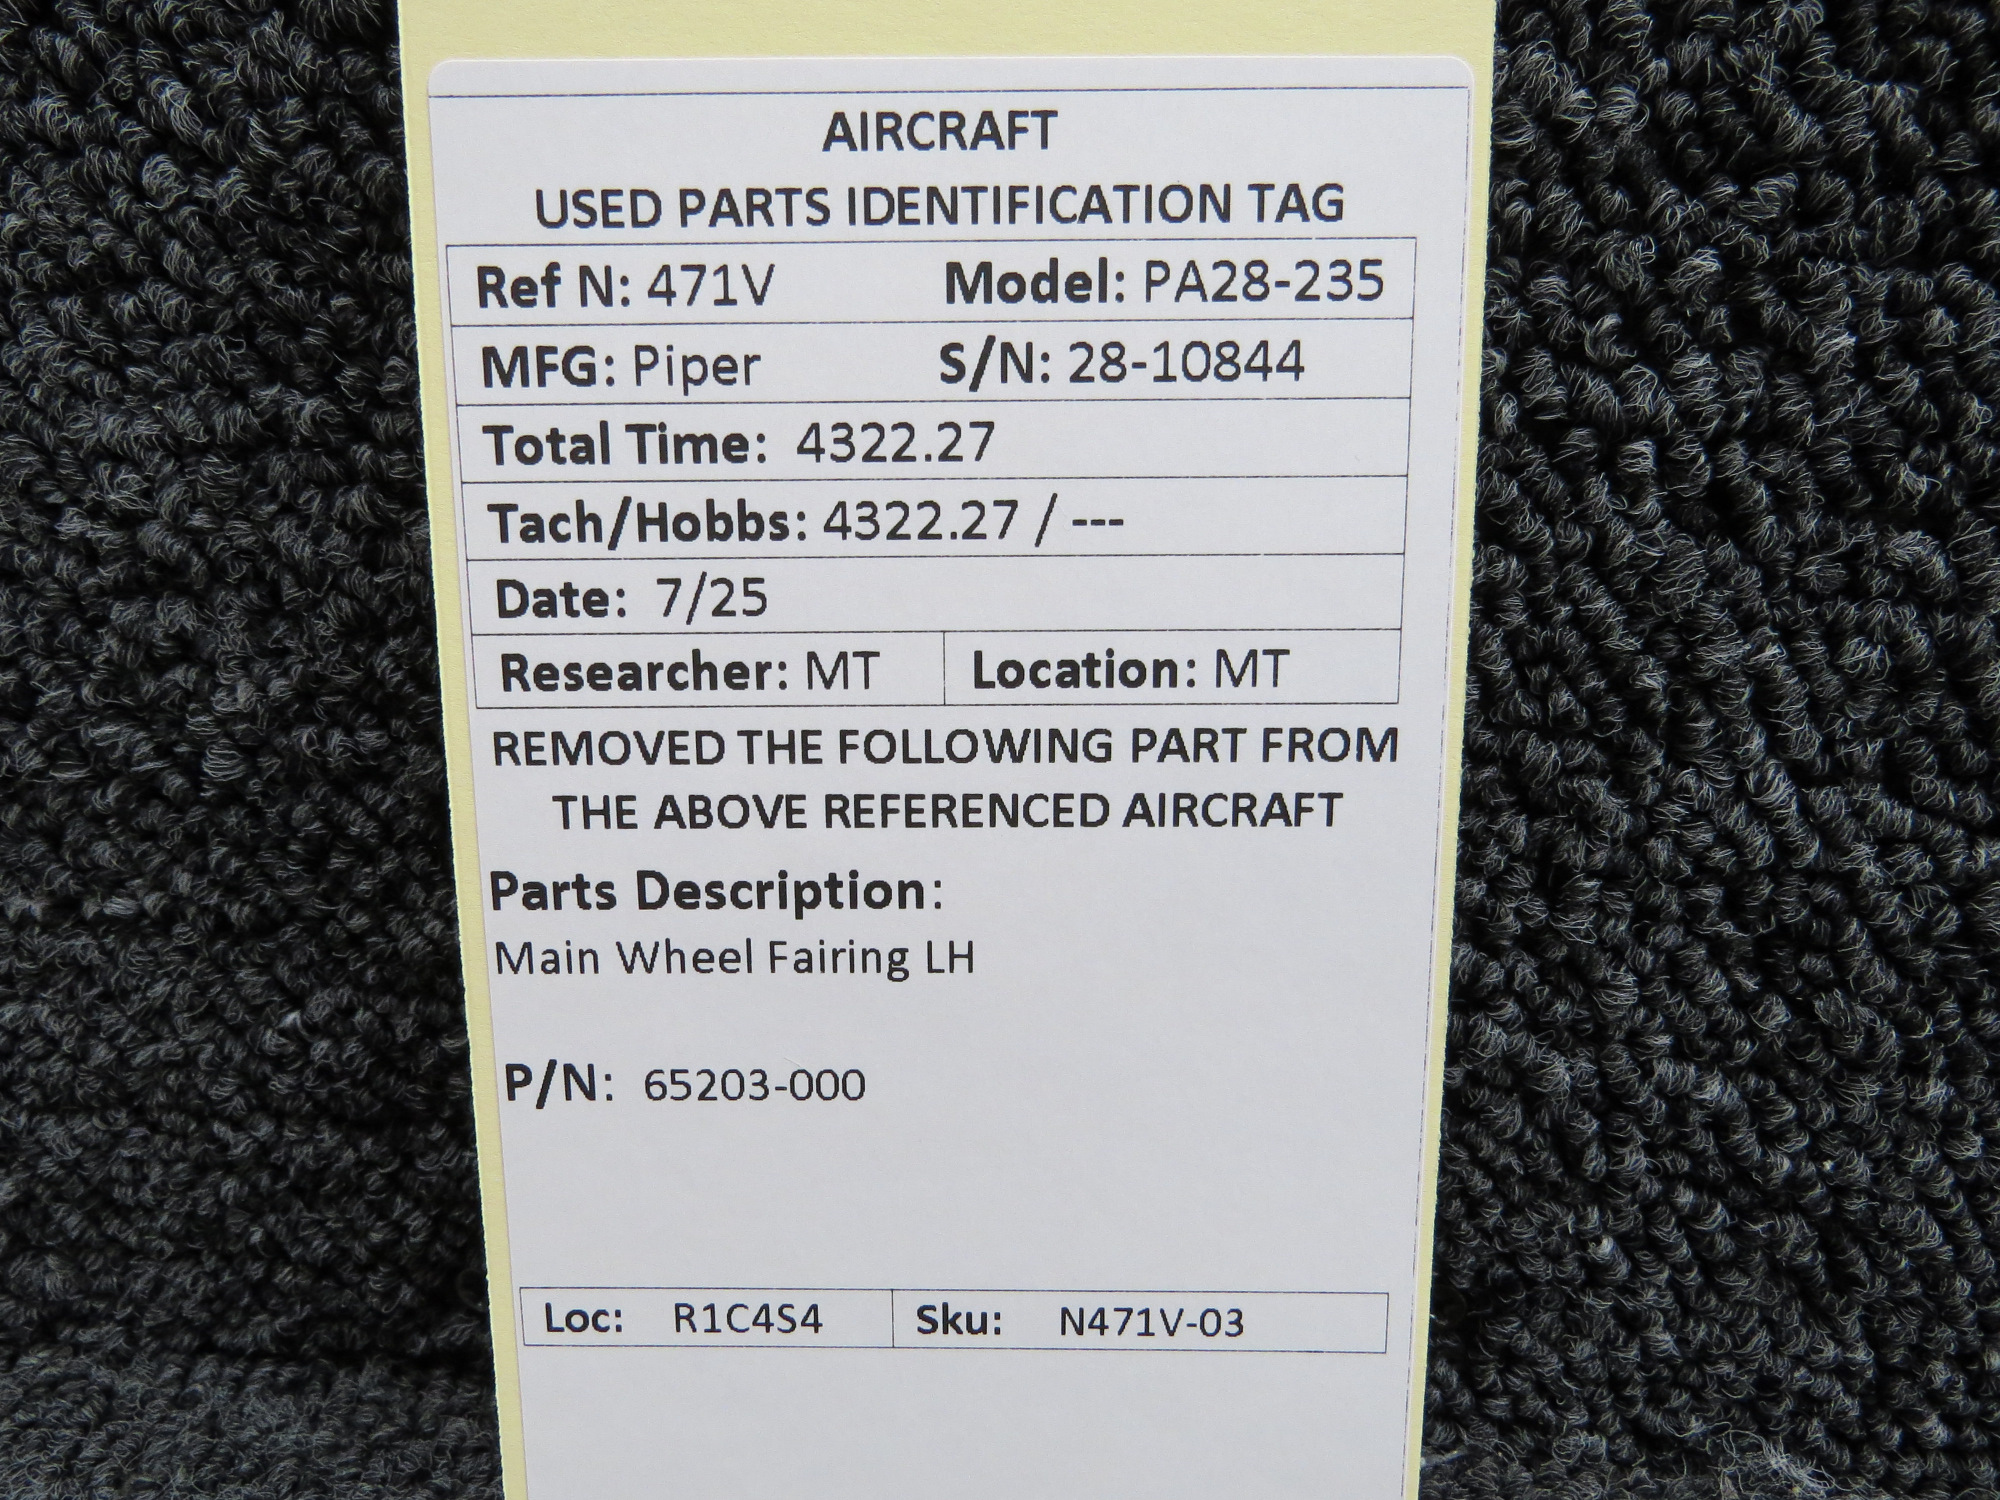 AIRCRAFT
USED PARTS IDENTIFICATION TAG
Ref N: 471V Model: PA28-235
MFG: Piper S/N: 28-10844
Total Time: 4322.27
Tach/Hobbs: 4322.27 / ---
Date: 7/25
Researcher: MT Location: MT
REMOVED THE FOLLOWING PART FROM
THE ABOVE REFERENCED AIRCRAFT
Parts Description:
Main Wheel Fairing LH
P/N: 65203-000
Loc: R1C4S4 Sku: N471V-03